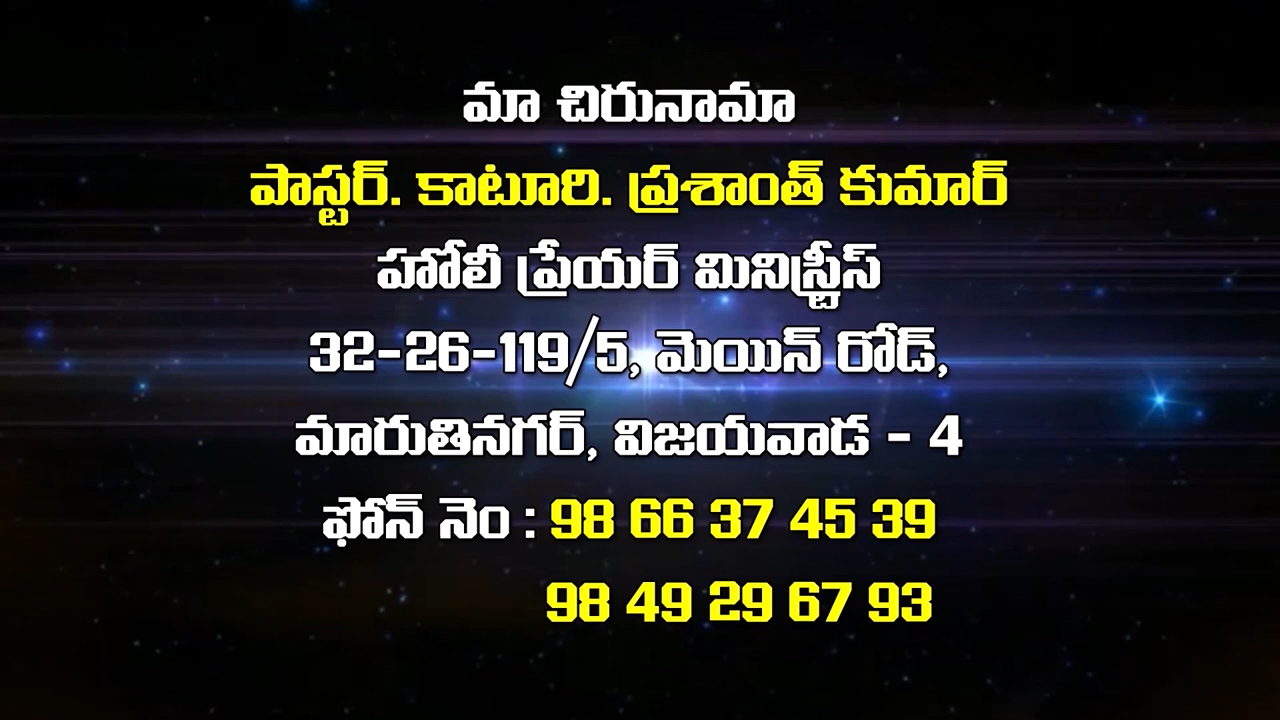 మా చిరునామా
పాస్టర్. కాటూరి. ప్రశాంత్ కుమార్
హోలీ ప్రేయర్ మినిస్ట్రీస్
32-26-119/5, మెయిన్ రోడ్,
మారుతినగర్, విజయవాడ - 4
ఫోన్ నెం : 98 66 37 45 39
98 49 29 67 93